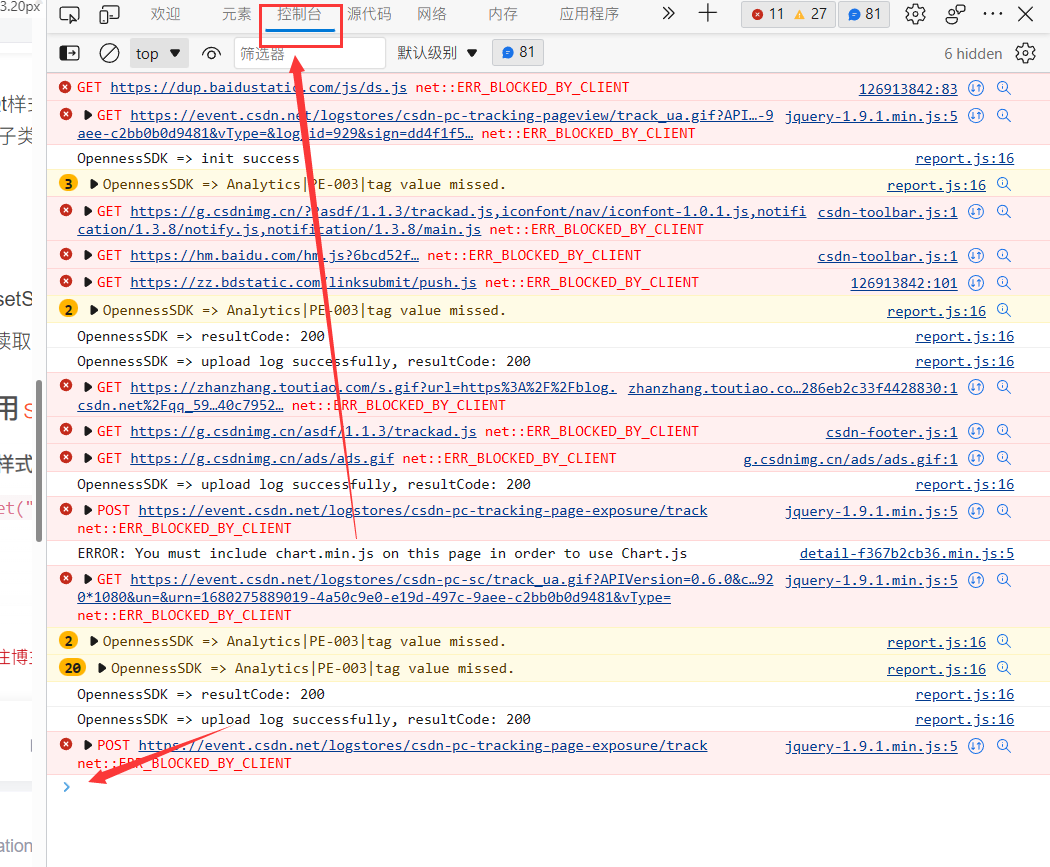 3.20px
欢迎 元素 控制台 源代码 网络 内存 应用程序 11 27 81
top 筛选器 默认级别 81 6 hidden
GET https://dup.baidustatic.com/js/ds.js net::ERR_BLOCKED_BY_CLIENT 126913842:83
GET https://event.csdn.net/logstores/csdn-pc-tracking-pageview/track_ua.gif?API…-9 jquery-1.9.1.min.js:5
aee-c2bb0b0d9481&vType=&log_id=929&sign=dd4f1f5… net::ERR_BLOCKED_BY_CLIENT
OpennessSDK => init success report.js:16
3 OpennessSDK => Analytics|PE-003|tag value missed. report.js:16
GET https://g.csdnimg.cn/??asdf/1.1.3/trackad.js,iconfont/nav/iconfont-1.0.1.js,notifi csdn-toolbar.js:1
cation/1.3.8/notify.js,notification/1.3.8/main.js net::ERR_BLOCKED_BY_CLIENT
GET https://hm.baidu.com/hm.js?6bcd52f… net::ERR_BLOCKED_BY_CLIENT csdn-toolbar.js:1
GET https://zz.bdstatic.com/linksubmit/push.js net::ERR_BLOCKED_BY_CLIENT 126913842:101
2 OpennessSDK => Analytics|PE-003|tag value missed. report.js:16
OpennessSDK => resultCode: 200 report.js:16
OpennessSDK => upload log successfully, resultCode: 200 report.js:16
GET https://zhanzhang.toutiao.com/s.gif?url=https%3A%2F%2Fblog. zhanzhang.toutiao.co…286eb2c33f4428830:1
csdn.net%2Fqq_59…40c7952… net::ERR_BLOCKED_BY_CLIENT
GET https://g.csdnimg.cn/asdf/1.1.3/trackad.js net::ERR_BLOCKED_BY_CLIENT csdn-footer.js:1
GET https://g.csdnimg.cn/ads/ads.gif net::ERR_BLOCKED_BY_CLIENT g.csdnimg.cn/ads/ads.gif:1
OpennessSDK => upload log successfully, resultCode: 200 report.js:16
POST https://event.csdn.net/logstores/csdn-pc-tracking-page-exposure/track jquery-1.9.1.min.js:5
net::ERR_BLOCKED_BY_CLIENT
ERROR: You must include chart.min.js on this page in order to use Chart.js detail-f367b2cb36.min.js:5
GET https://event.csdn.net/logstores/csdn-pc-sc/track_ua.gif?APIVersion=0.6.0&c…92 jquery-1.9.1.min.js:5
0*1080&un=&urn=1680275889019-4a50c9e0-e19d-497c-9aee-c2bb0b0d9481&vType=
net::ERR_BLOCKED_BY_CLIENT
2 OpennessSDK => Analytics|PE-003|tag value missed. report.js:16
20 OpennessSDK => Analytics|PE-003|tag value missed. report.js:16
OpennessSDK => resultCode: 200 report.js:16
OpennessSDK => upload log successfully, resultCode: 200 report.js:16
POST https://event.csdn.net/logstores/csdn-pc-tracking-page-exposure/track jquery-1.9.1.min.js:5
net::ERR_BLOCKED_BY_CLIENT
t样式
子类
setS
读取
用 S
样式
et("
注博主
ation